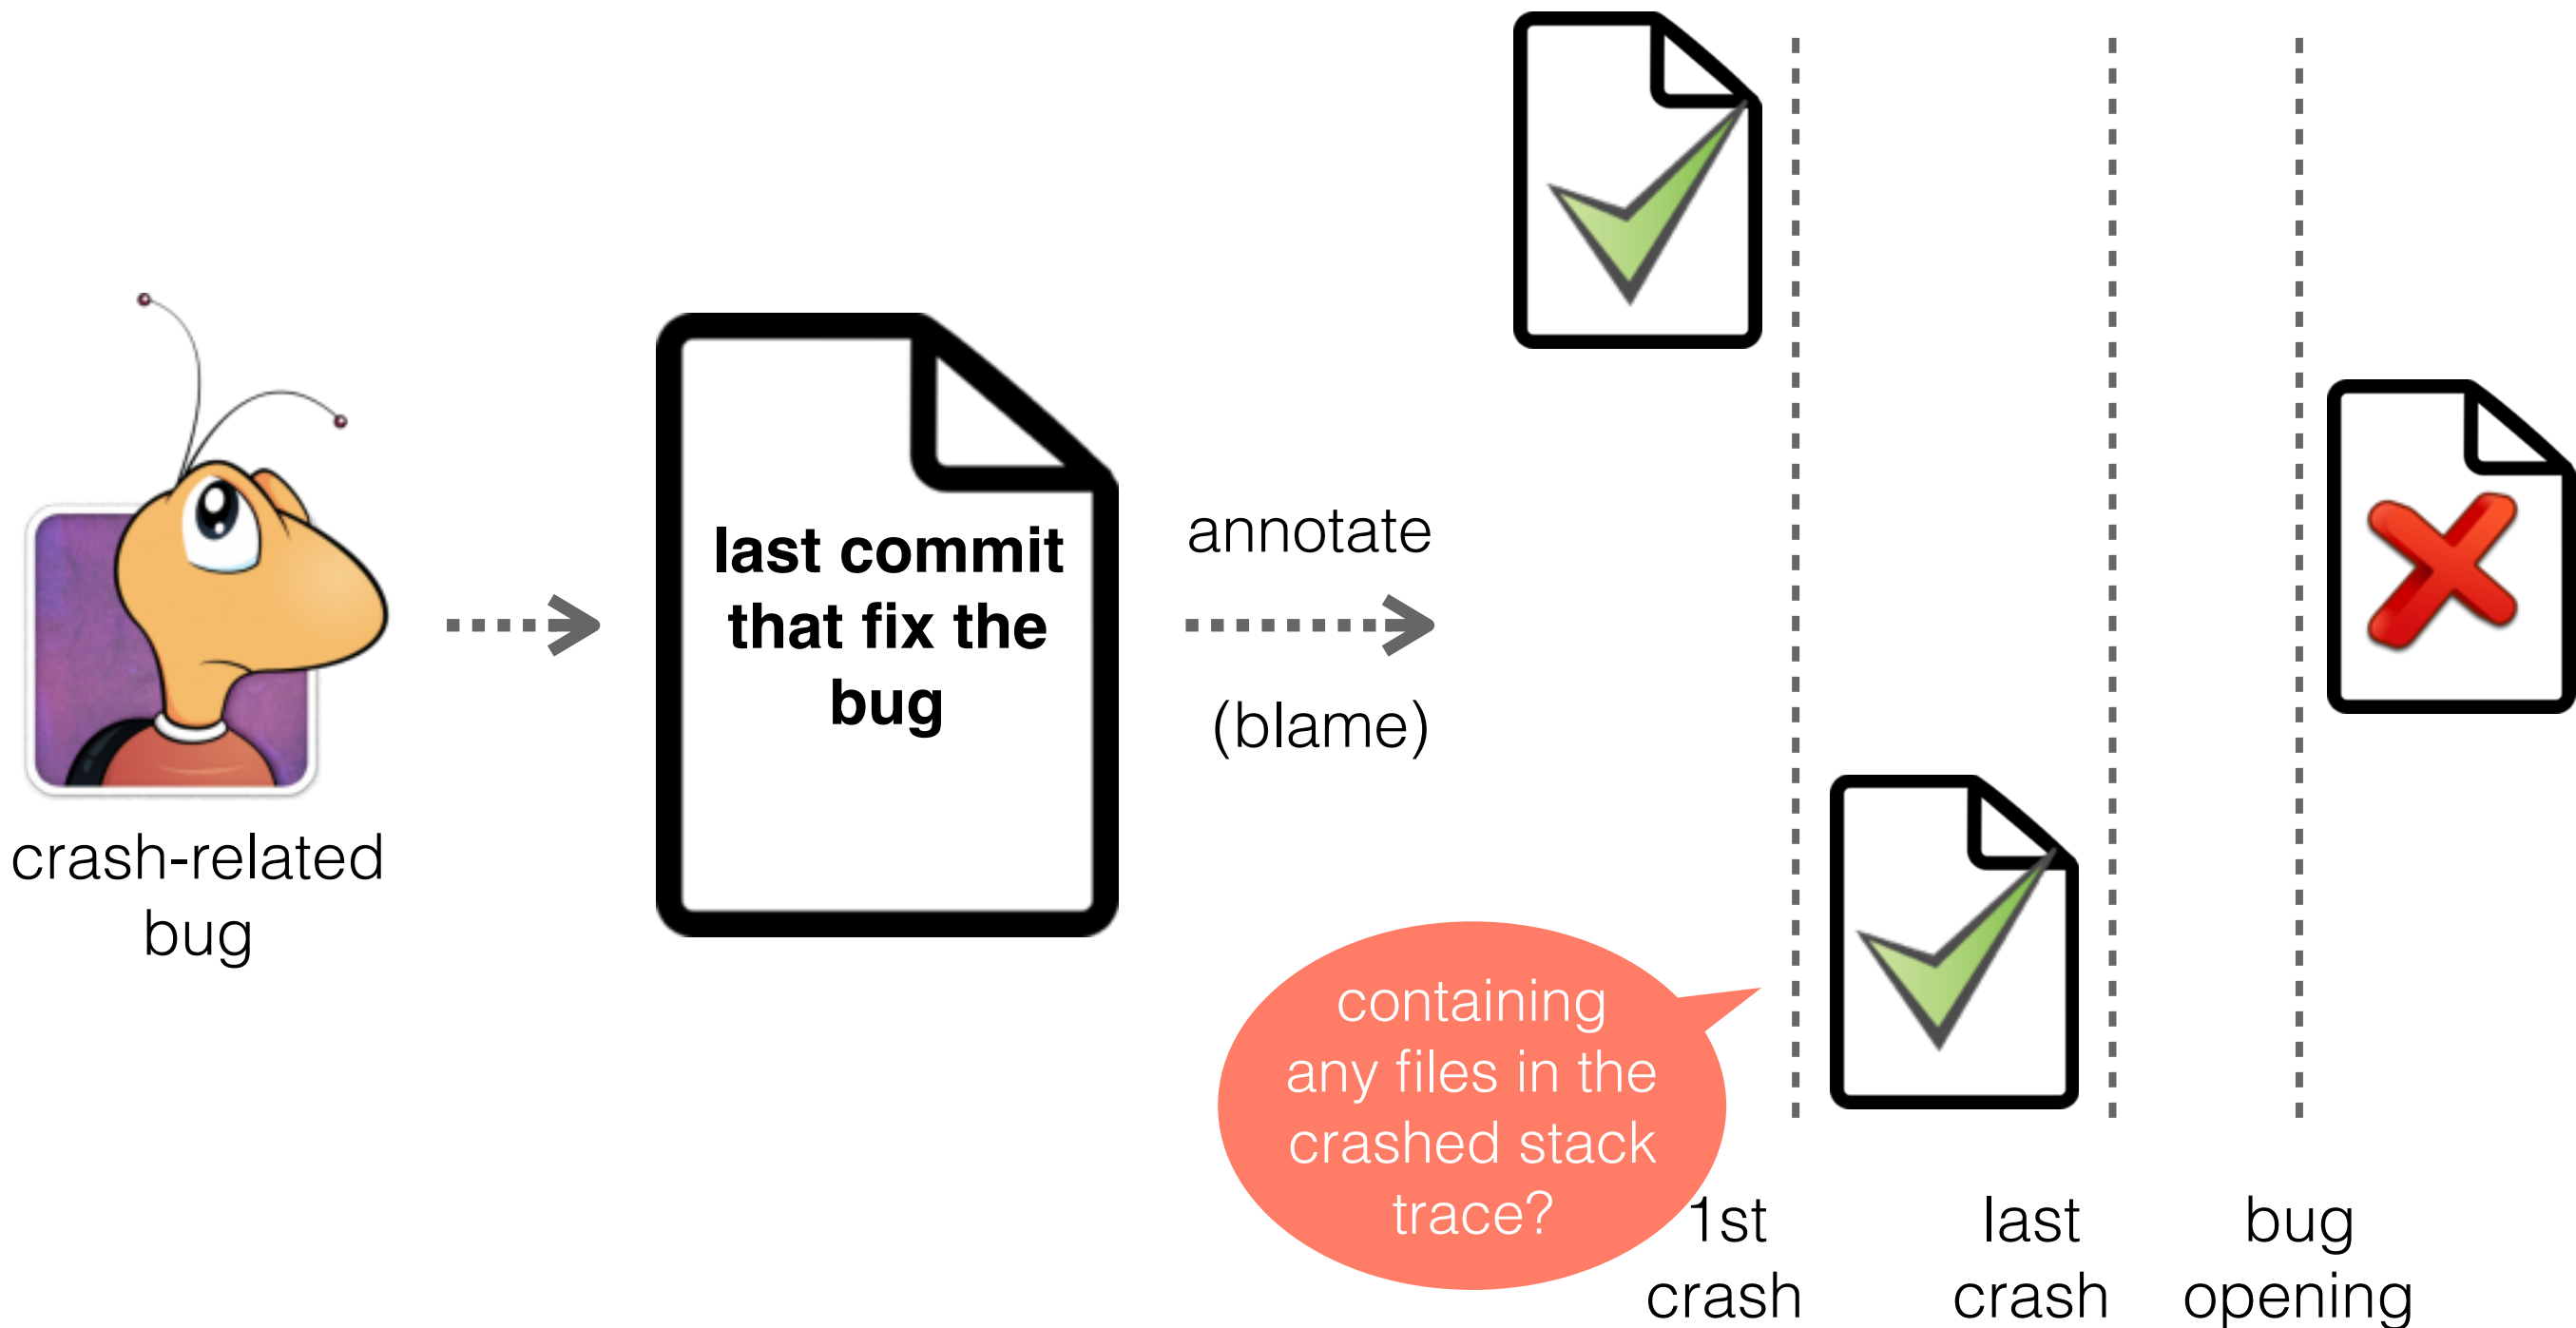 crash-related
bug
last commit
that fix the
bug
annotate
(blame)
containing
any files in the
crashed stack
trace?
1st
crash
last
crash
bug
opening